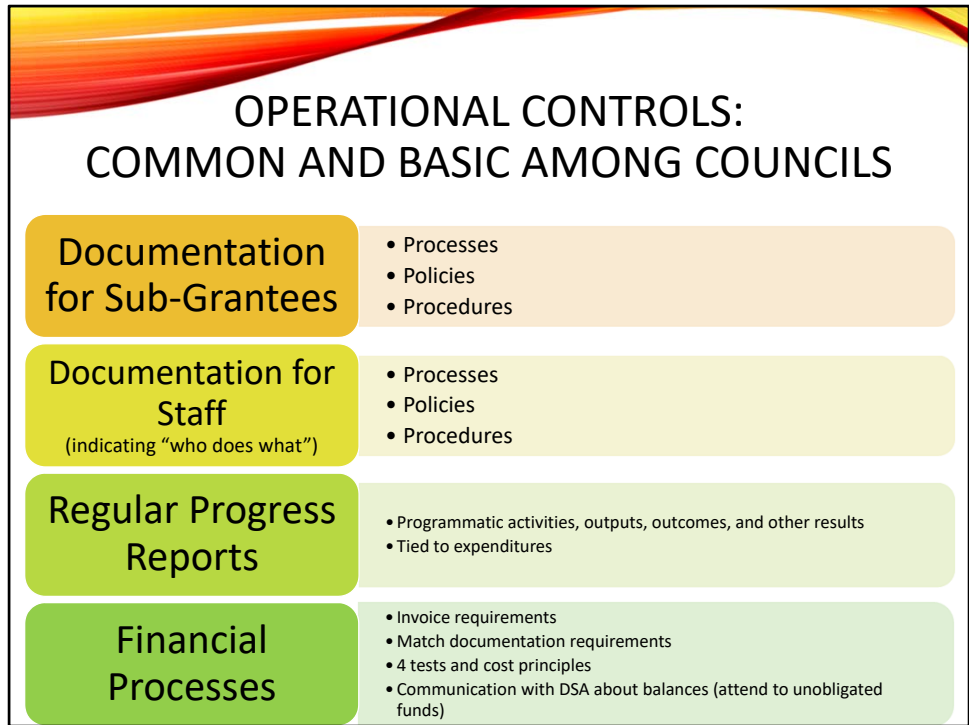 OPERATIONAL CONTROLS:
COMMON AND BASIC AMONG COUNCILS
Documentation
for Sub-Grantees
• Processes
• Policies
• Procedures
Documentation for
Staff
(indicating “who does what”)
• Processes
• Policies
• Procedures
Regular Progress
Reports
• Programmatic activities, outputs, outcomes, and other results
• Tied to expenditures
Financial
Processes
• Invoice requirements
• Match documentation requirements
• 4 tests and cost principles
• Communication with DSA about balances (attend to unobligated
funds)